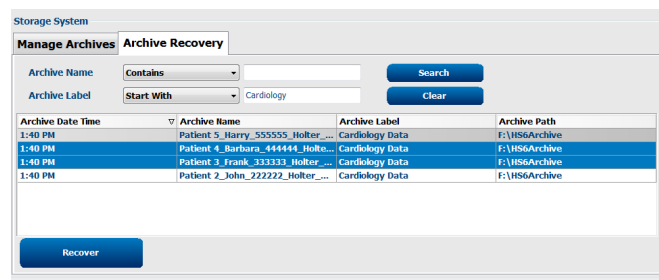 Storage System
Manage Archives Archive Recovery
Archive Name Contains Search
Archive Label Start With Cardiology Clear
Archive Date Time Archive Name Archive Label Archive Path
1:40 PM Patient 5_Harry_555555_Holter_... Cardiology Data F:\HS6Archive
1:40 PM Patient 4_Barbara_444444_Holte... Cardiology Data F:\HS6Archive
1:40 PM Patient 3_Frank_333333_Holter_... Cardiology Data F:\HS6Archive
1:40 PM Patient 2_John_222222_Holter_... Cardiology Data F:\HS6Archive
Recover